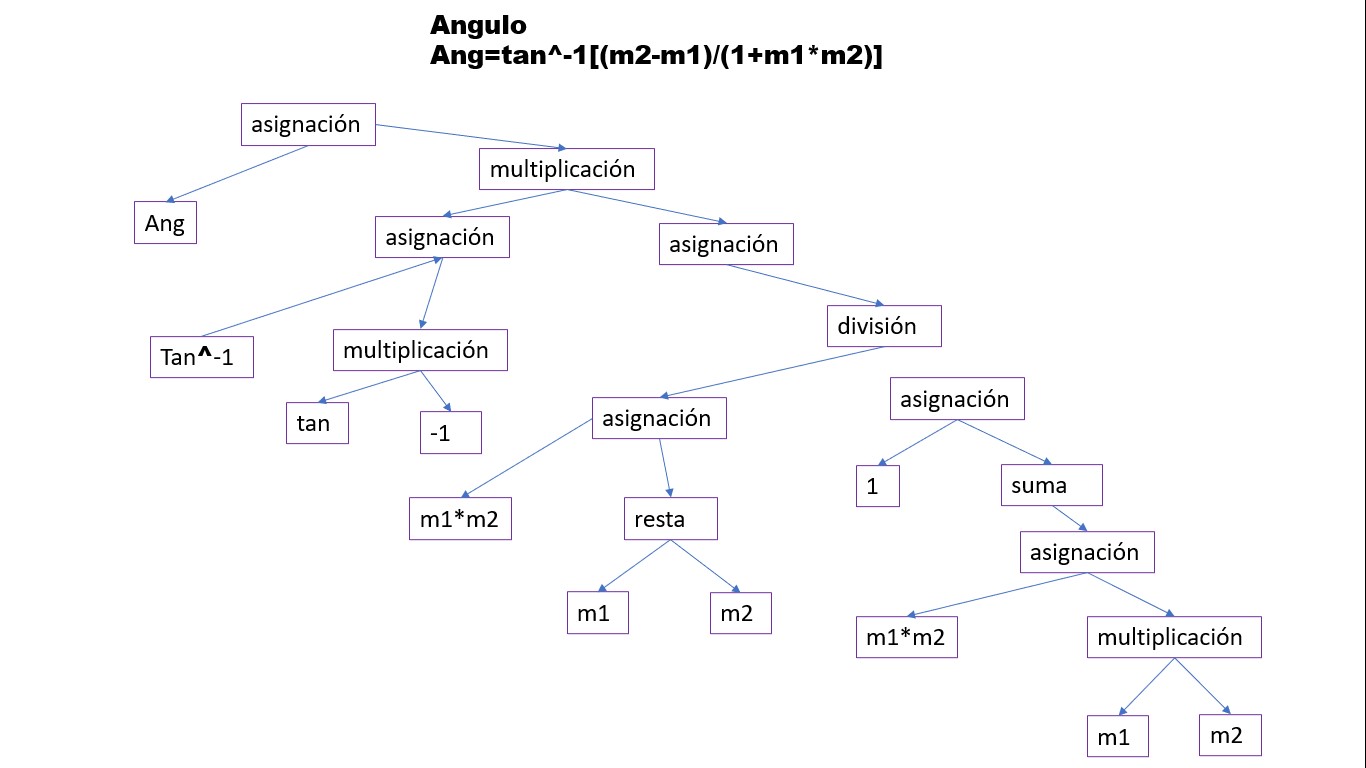 Angulo
Ang=tan^-1[(m2-m1)/(1+m1*m2)]
asignación
multiplicación
Ang
asignación
asignación
división
Tan^-1
multiplicación
asignación
asignación
tan
-1
1
suma
m1*m2
resta
asignación
m1
m2
m1*m2
multiplicación
m1
m2